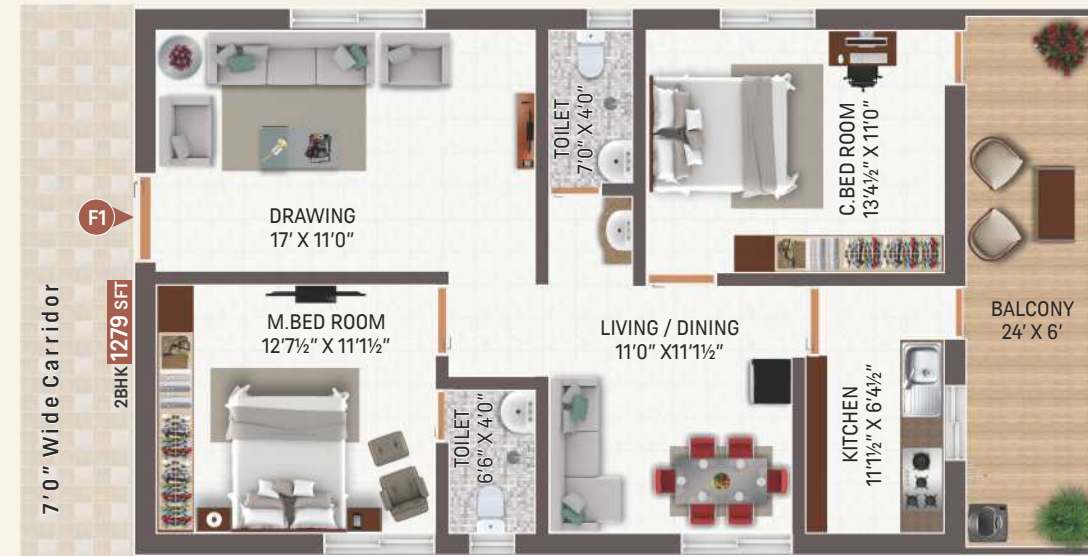 F1
7'0" Wide Carridor
2BHK 1279 SFT
DRAWING
17' X 11'0"
TOILET
7'0" X 4'0"
C.BED ROOM
13'4½" X 11'0"
M.BED ROOM
12'7½" X 11'1½"
TOILET
6'6" X 4'0"
LIVING / DINING
11'0" X11'1½"
KITCHEN
11'1½" X 6'4½"
BALCONY
24' X 6'